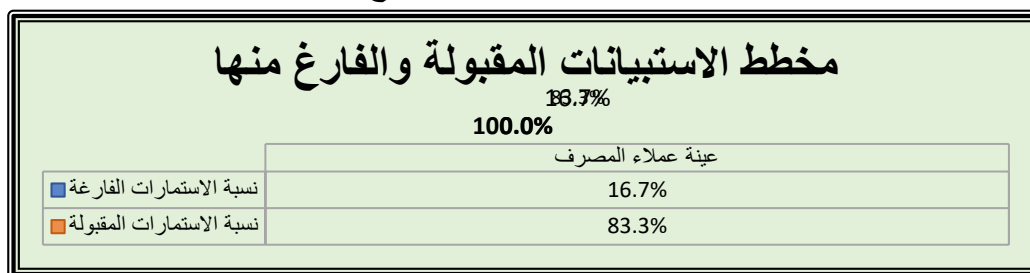 مخطط الاستبيانات المقبولة والفارغ منها
100.0%
عينة عملاء المصرف
نسبة الاستمارات الفارغة 16.7%
نسبة الاستمارات المقبولة 83.3%